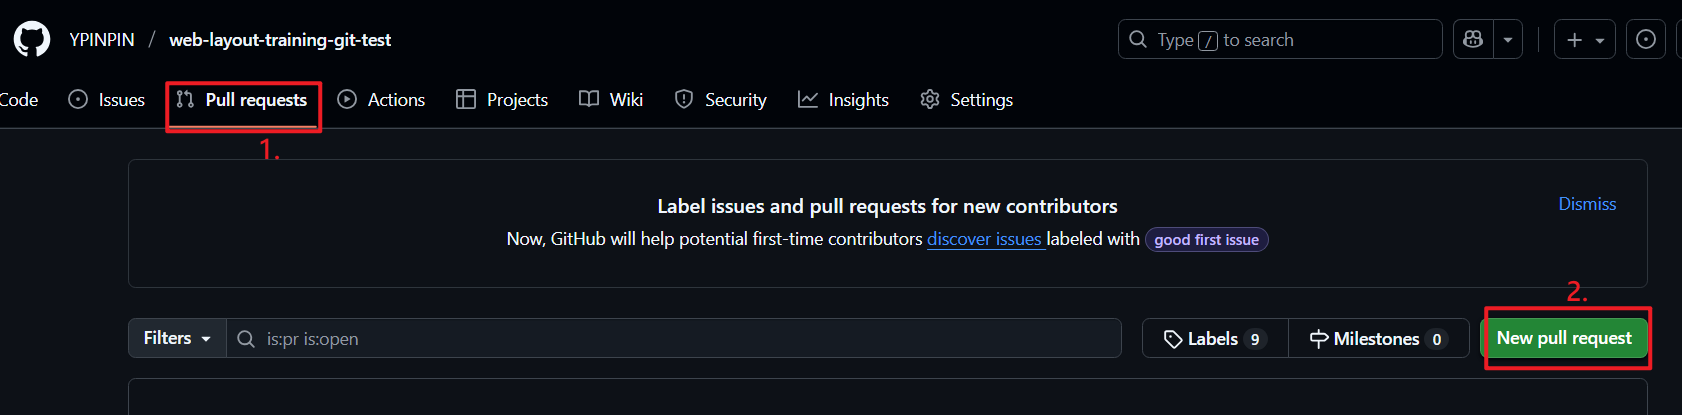 YPINPIN / web-layout-training-git-test
Type / to search
Code
Issues
Pull requests
Actions
Projects
Wiki
Security
Insights
Settings
1.
Label issues and pull requests for new contributors
Dismiss
Now, GitHub will help potential first-time contributors discover issues labeled with good first issue
2.
Filters
is:pr is:open
Labels 9
Milestones 0
New pull request